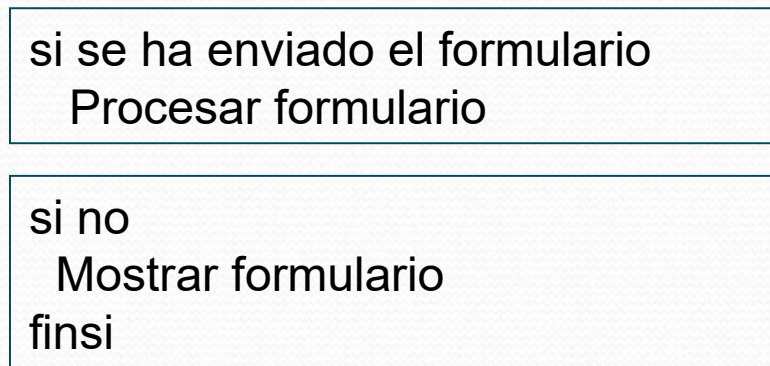 si se ha enviado el formulario
Procesar formulario
si no
Mostrar formulario
finsi